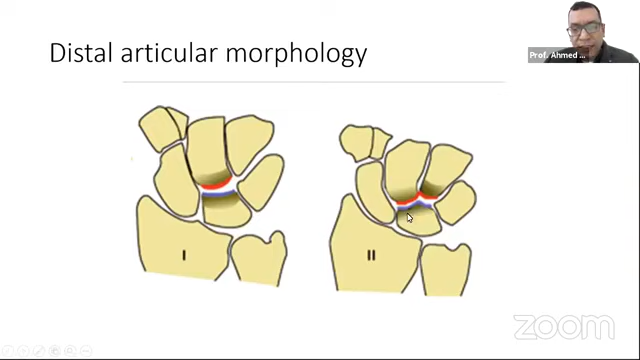 Distal articular morphology
Prof. Ahmed ...
I
II
zoom